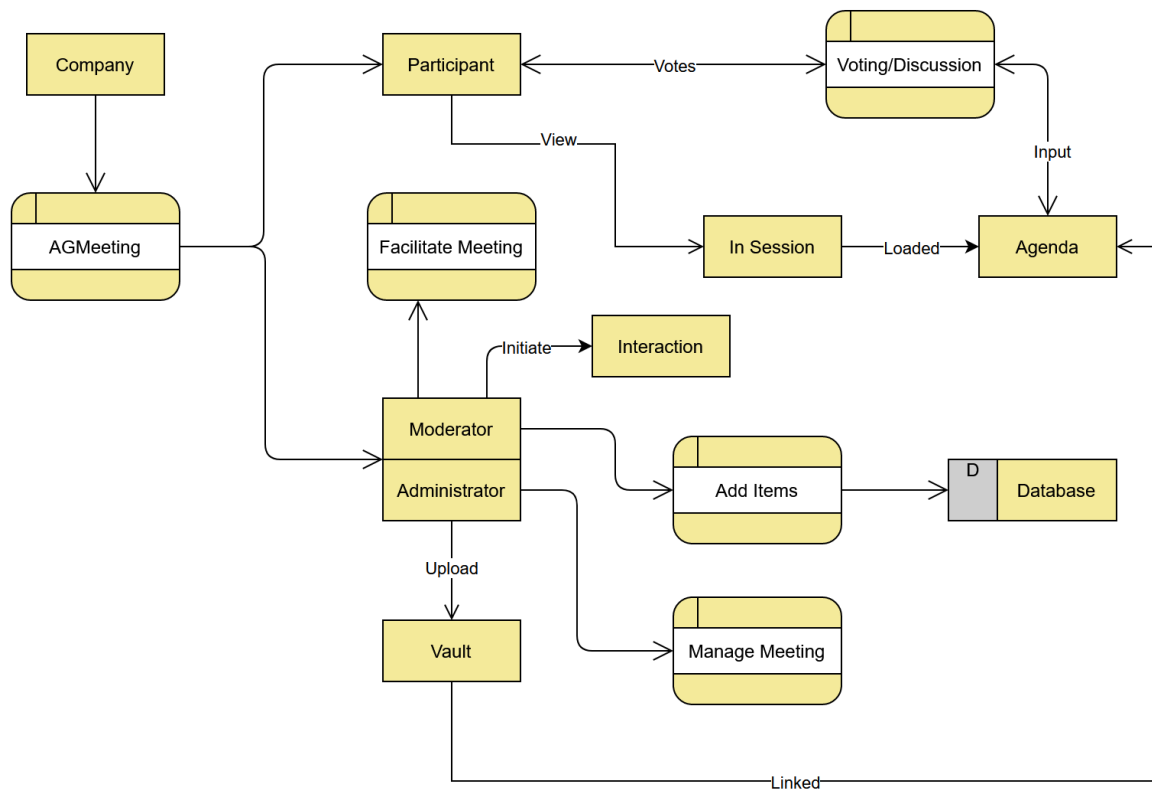 Company
Participant
Votes
Voting/Discussion
View
Input
AGMeeting
Facilitate Meeting
In Session
Loaded
Agenda
Initiate
Interaction
Moderator
Administrator
Add Items
D
Database
Upload
Vault
Manage Meeting
Linked